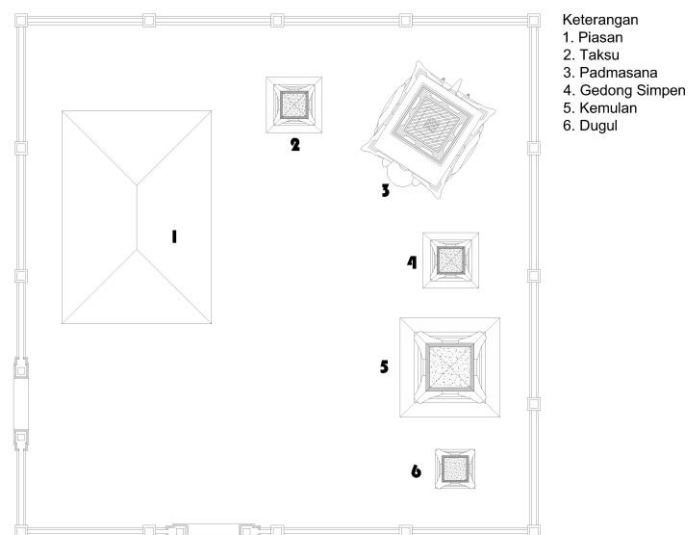 Keterangan
1. Piasan
2. Taksu
3. Padmasana
4. Gedong Simpen
5. Kemulan
6. Dugul
2
3
1
4
5
6